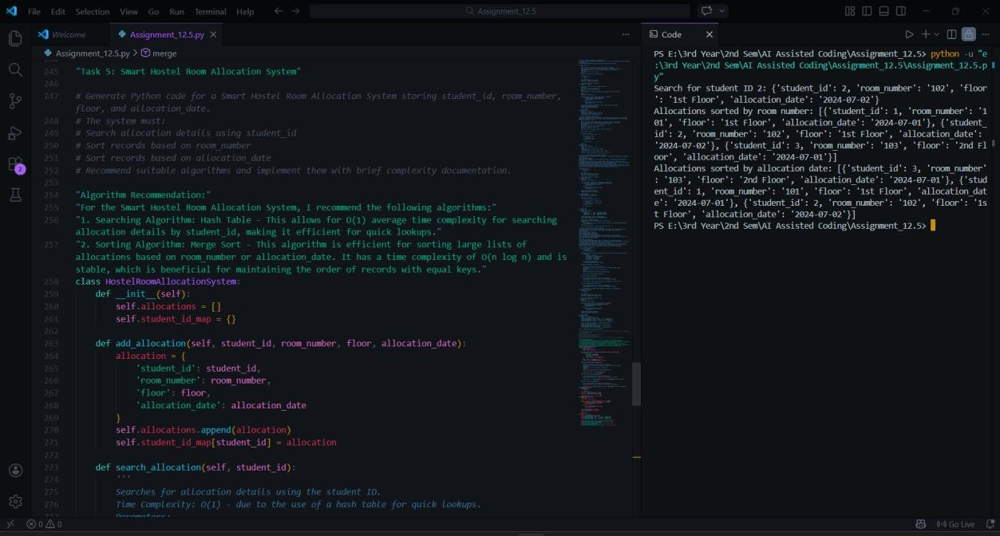 File Edit Selection View Go Run Terminal Help
Assignment_12.5
Welcome
Assignment_12.5.py
Assignment_12.5.py > merge
245 "Task 5: Smart Hostel Room Allocation System"
246
247 # Generate Python code for a Smart Hostel Room Allocation System storing student_id, room_number,
floor, and allocation_date.
248 # The system must:
249 # Search allocation details using student_id
250 # Sort records based on room_number
251 # Sort records based on allocation_date
252 # Recommend suitable algorithms and implement them with brief complexity documentation.
253
254 "Algorithm Recommendation:"
255 "For the Smart Hostel Room Allocation System, I recommend the following algorithms:"
256 "1. Searching Algorithm: Hash Table - This allows for O(1) average time complexity for searching
allocation details by student_id, making it efficient for quick lookups."
257 "2. Sorting Algorithm: Merge Sort - This algorithm is efficient for sorting large lists of
allocations based on room_number or allocation_date. It has a time complexity of O(n log n) and is
stable, which is beneficial for maintaining the order of records with equal keys."
258 class HostelRoomAllocationSystem:
259 def __init__(self):
260 self.allocations = []
261 self.student_id_map = {}
262
263 def add_allocation(self, student_id, room_number, floor, allocation_date):
264 allocation = {
265 'student_id': student_id,
266 'room_number': room_number,
267 'floor': floor,
268 'allocation_date': allocation_date
269 }
270 self.allocations.append(allocation)
271 self.student_id_map[student_id] = allocation
272
273 def search_allocation(self, student_id):
274 '''
275 Searches for allocation details using the student ID.
276 Time Complexity: O(1) - due to the use of a hash table for quick lookups.
Parameters:
Code
PS E:\3rd Year\2nd Sem\AI Assisted Coding\Assignment_12.5> python -u "e
:\3rd Year\2nd Sem\AI Assisted Coding\Assignment_12.5\Assignment_12.5.p
y"
Search for student ID 2: {'student_id': 2, 'room_number': '102', 'floor
': '1st Floor', 'allocation_date': '2024-07-02'}
Allocations sorted by room number: [{'student_id': 1, 'room_number': '1
01', 'floor': '1st Floor', 'allocation_date': '2024-07-01'}, {'student_
id': 2, 'room_number': '102', 'floor': '1st Floor', 'allocation_date':
'2024-07-02'}, {'student_id': 3, 'room_number': '103', 'floor': '2nd Fl
oor', 'allocation_date': '2024-07-01'}]
Allocations sorted by allocation date: [{'student_id': 3, 'room_number'
: '103', 'floor': '2nd Floor', 'allocation_date': '2024-07-01'}, {'stud
ent_id': 1, 'room_number': '101', 'floor': '1st Floor', 'allocation_dat
e': '2024-07-01'}, {'student_id': 2, 'room_number': '102', 'floor': '1s
t Floor', 'allocation_date': '2024-07-02'}]
PS E:\3rd Year\2nd Sem\AI Assisted Coding\Assignment_12.5>
2
0 0
Go Live